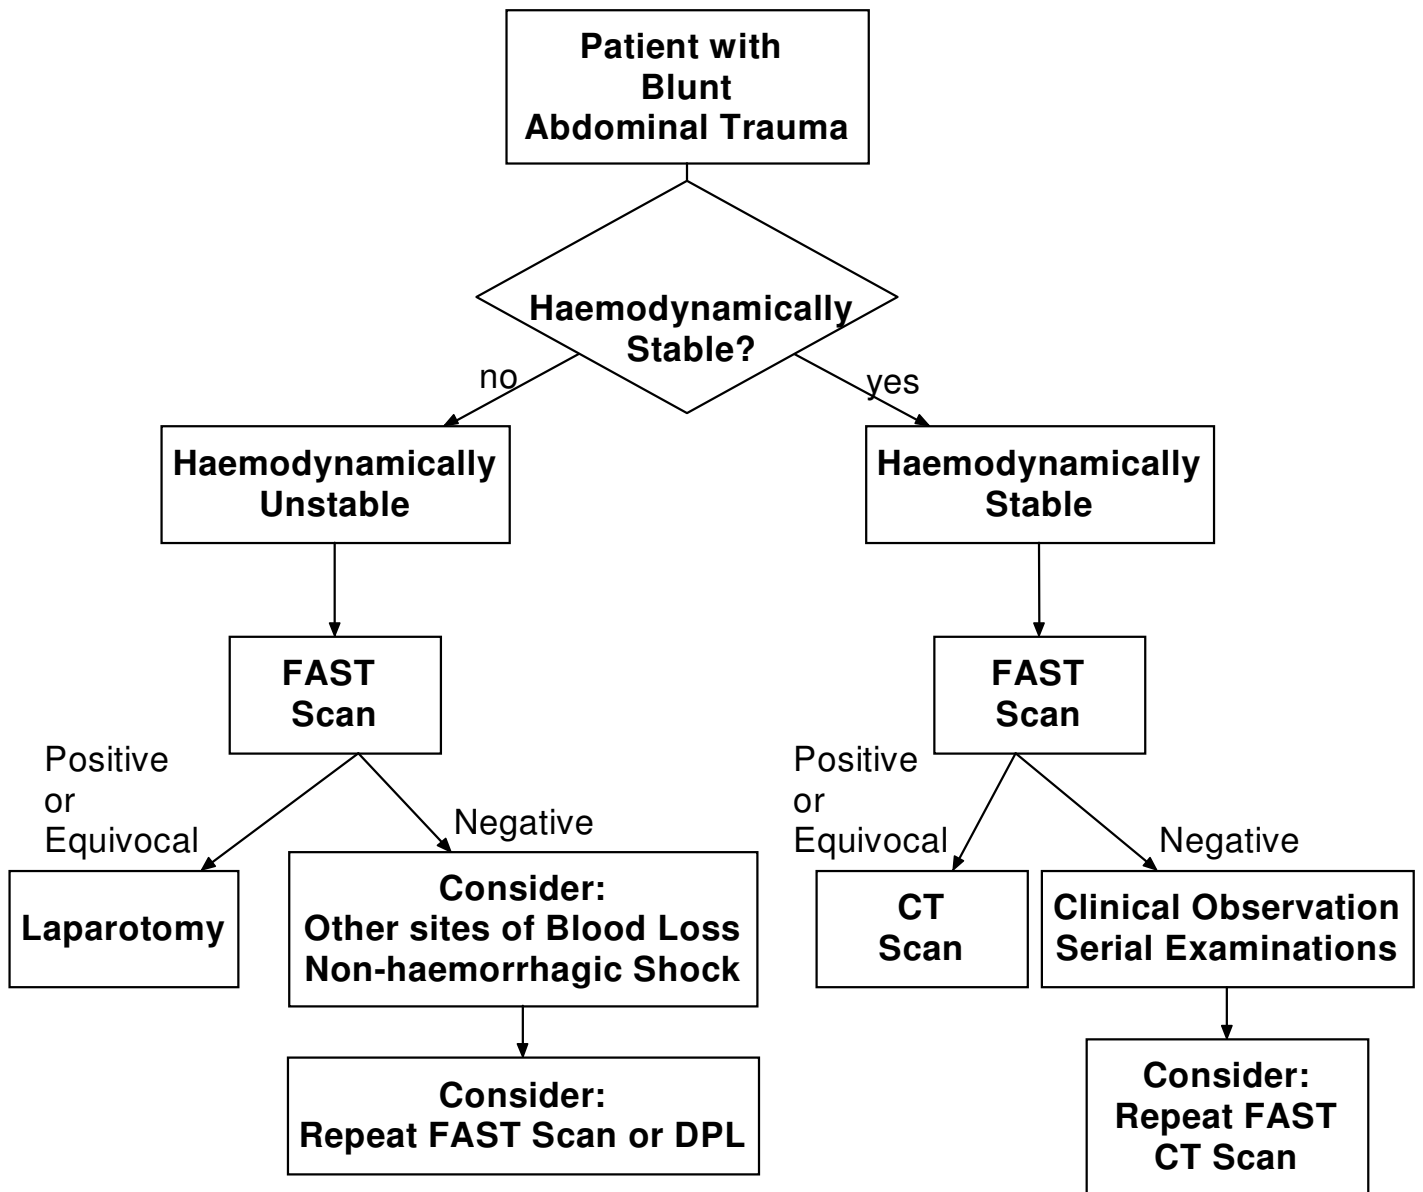 Patient with
Blunt
Abdominal Trauma
Haemodynamically
Stable?
no
yes
Haemodynamically
Unstable
Haemodynamically
Stable
FAST
Scan
FAST
Scan
Positive
or
Equivocal
Negative
Positive
or
Equivocal
Negative
Laparotomy
Consider:
Other sites of Blood Loss
Non-haemorrhagic Shock
CT
Scan
Clinical Observation
Serial Examinations
Consider:
Repeat FAST Scan or DPL
Consider:
Repeat FAST
CT Scan